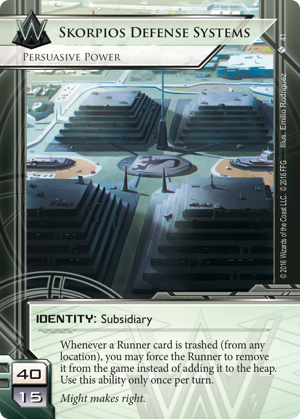 Skorpios Defense Systems
Persuasive Power
41
Illus. Emilio Rodríguez
© 2016 Wizards of the Coast LLC. © 2016 FFG
IDENTITY: Subsidiary
Whenever a Runner card is trashed (from any
location), you may force the Runner to remove
it from the game instead of adding it to the heap.
Use this ability only once per turn.
Might makes right.
40
15